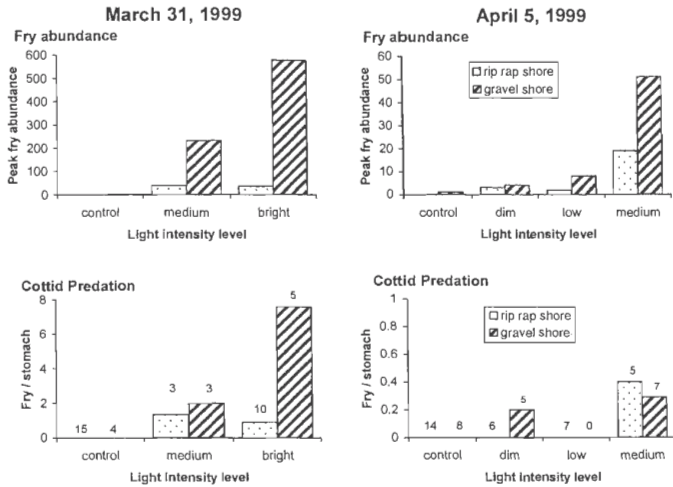 March 31, 1999
Fry abundance
600
500
400
300
200
100
0
Peak fry abundance
control medium bright
Light intensity level
April 5, 1999
Fry abundance
60
50
40
30
20
10
0
Peak fry abundance
rip rap shore
gravel shore
control dim low medium
Light intensity level
Cottid Predation
8
6
4
2
0
Fry / stomach
15 4 3 3 10 5
control medium bright
Light intensity level
Cottid Predation
1
0.8
0.6
0.4
0.2
0
Fry / stomach
rip rap shore
gravel shore
14 8 6 5 7 0 5 7
control dim low medium
Light intensity level